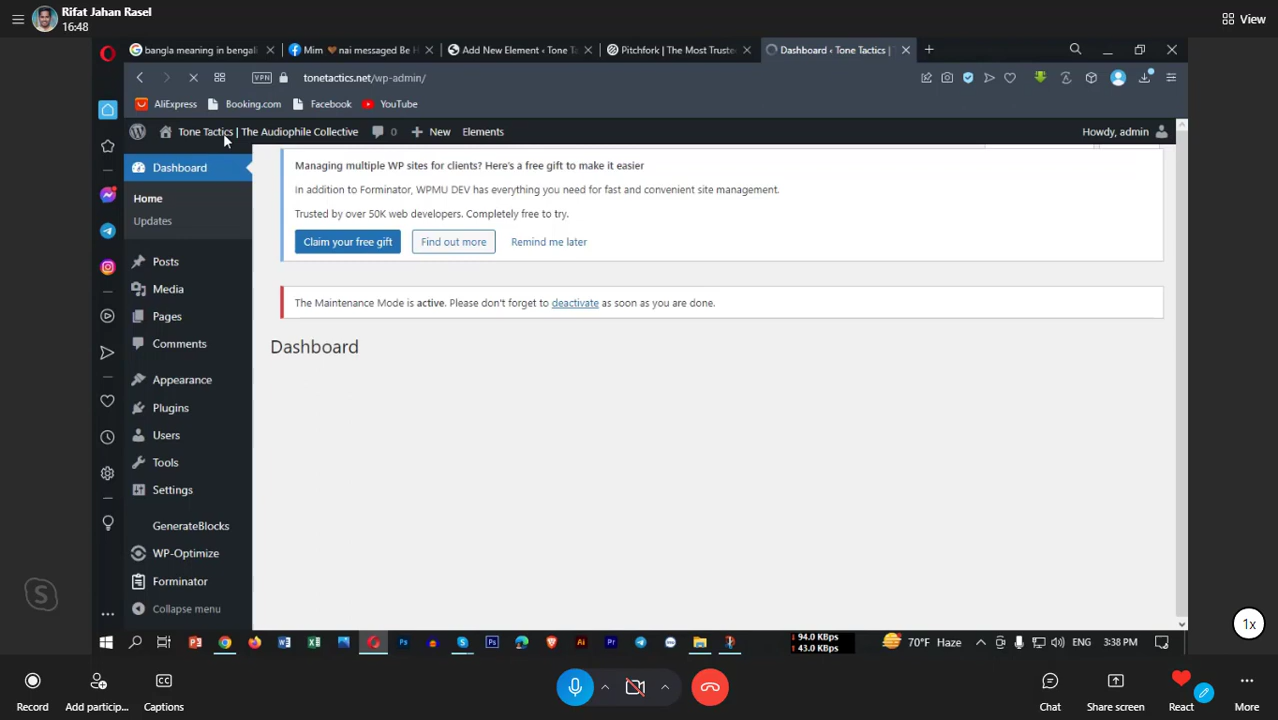 Rifat Jahan Rasel
16:48
View
bangla meaning in bengali
Mim 🤎 nai messaged Be H
Add New Element ‹ Tone T
Pitchfork | The Most Truste
Dashboard ‹ Tone Tactics |
VPN
tonetactics.net/wp-admin/
AliExpress
Booking.com
Facebook
YouTube
Tone Tactics | The Audiophile Collective
0
New
Elements
Howdy, admin
Dashboard
Home
Updates
Posts
Media
Pages
Comments
Appearance
Plugins
Users
Tools
Settings
GenerateBlocks
WP-Optimize
Forminator
Collapse menu
Managing multiple WP sites for clients? Here's a free gift to make it easier
In addition to Forminator, WPMU DEV has everything you need for fast and convenient site management.
Trusted by over 50K web developers. Completely free to try.
Claim your free gift
Find out more
Remind me later
The Maintenance Mode is active. Please don't forget to deactivate as soon as you are done.
Dashboard
1x
94.0 KBps
43.0 KBps
70°F Haze
ENG
3:38 PM
Record
Add particip...
Captions
Chat
Share screen
React
More